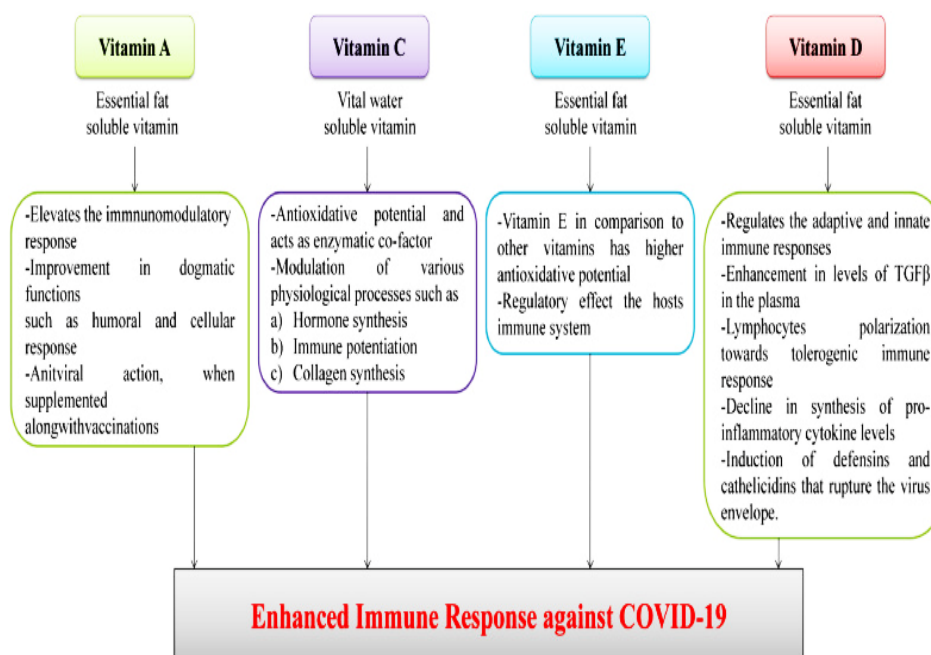 Vitamin A
Essential fat
soluble vitamin
-Elevates the immnunomodulatory
response
-Improvement in dogmatic
functions
such as humoral and cellular
response
-Anitviral action, when
supplemented
alongwithvaccinations
Vitamin C
Vital water
soluble vitamin
-Antioxidative potential and
acts as enzymatic co-factor
-Modulation of various
physiological processes such as
a) Hormone synthesis
b) Immune potentiation
c) Collagen synthesis
Vitamin E
Essential fat
soluble vitamin
-Vitamin E in comparison to
other vitamins has higher
antioxidative potential
-Regulatory effect the hosts
immune system
Vitamin D
Essential fat
soluble vitamin
-Regulates the adaptive and innate
immune responses
-Enhancement in levels of TGFβ
in the plasma
-Lymphocytes polarization
towards tolerogenic immune
response
-Decline in synthesis of pro-
inflammatory cytokine levels
-Induction of defensins and
cathelicidins that rupture the virus
envelope.
Enhanced Immune Response against COVID-19